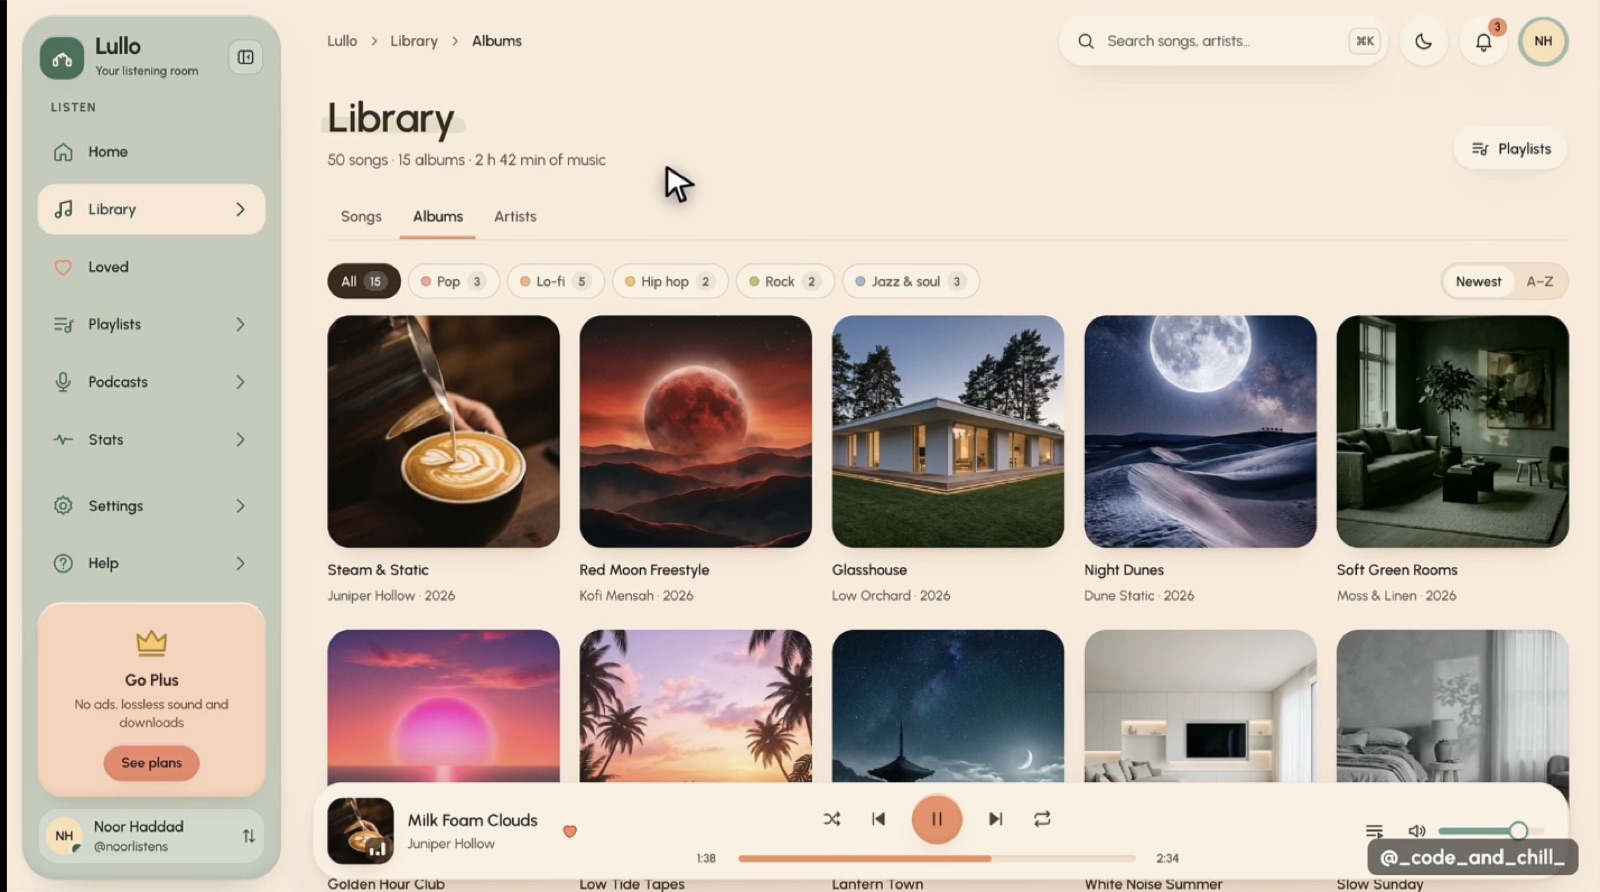 Lullo
Your listening room
LISTEN
Home
Library
Loved
Playlists
Podcasts
Stats
Settings
Help
Go Plus
No ads, lossless sound and
downloads
See plans
NH
Noor Haddad
@noorlistens
Lullo > Library > Albums
Search songs, artists...
⌘K
3
NH
Library
50 songs · 15 albums · 2 h 42 min of music
Playlists
Songs
Albums
Artists
All 15
Pop 3
Lo-fi 5
Hip hop 2
Rock 2
Jazz & soul 3
Newest
A–Z
Steam & Static
Juniper Hollow · 2026
Red Moon Freestyle
Kofi Mensah · 2026
Glasshouse
Low Orchard · 2026
Night Dunes
Dune Static · 2026
Soft Green Rooms
Moss & Linen · 2026
Milk Foam Clouds
Juniper Hollow
1:38
2:34
@_code_and_chill_
Golden Hour Club
Low Tide Tapes
Lantern Town
White Noise Summer
Slow Sunday